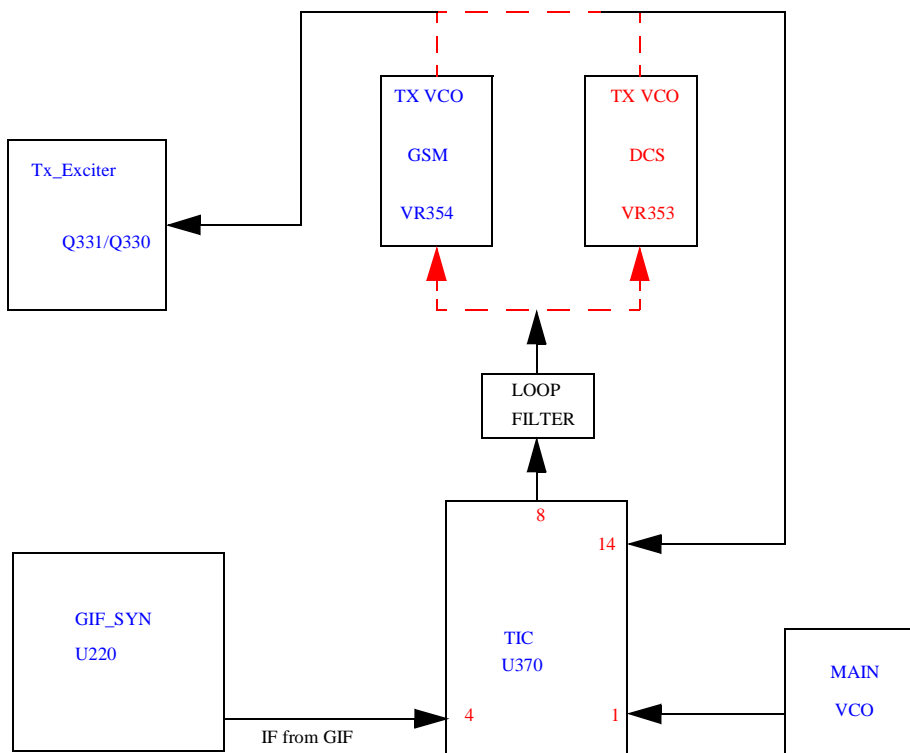 TX VCO
GSM
VR354
TX VCO
DCS
VR353
Tx_Exciter
Q331/Q330
LOOP
FILTER
8
14
GIF_SYN
U220
TIC
U370
4
1
IF from GIF
MAIN
VCO